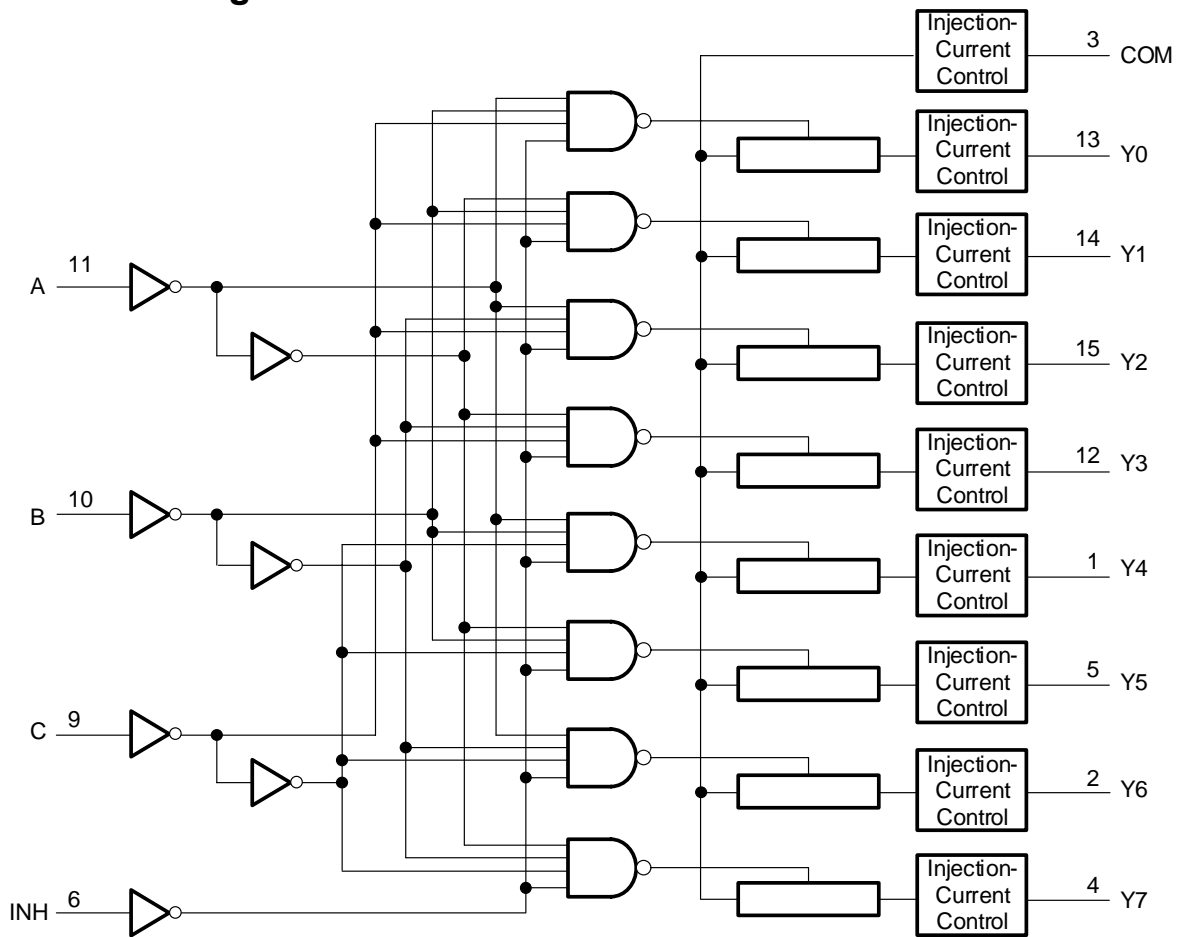 Injection-
Current
Control
3
COM
Injection-
Current
Control
13
Y0
Injection-
Current
Control
14
Y1
A
11
Injection-
Current
Control
15
Y2
Injection-
Current
Control
12
Y3
B
10
Injection-
Current
Control
1
Y4
Injection-
Current
Control
5
Y5
C
9
Injection-
Current
Control
2
Y6
Injection-
Current
Control
4
Y7
INH
6